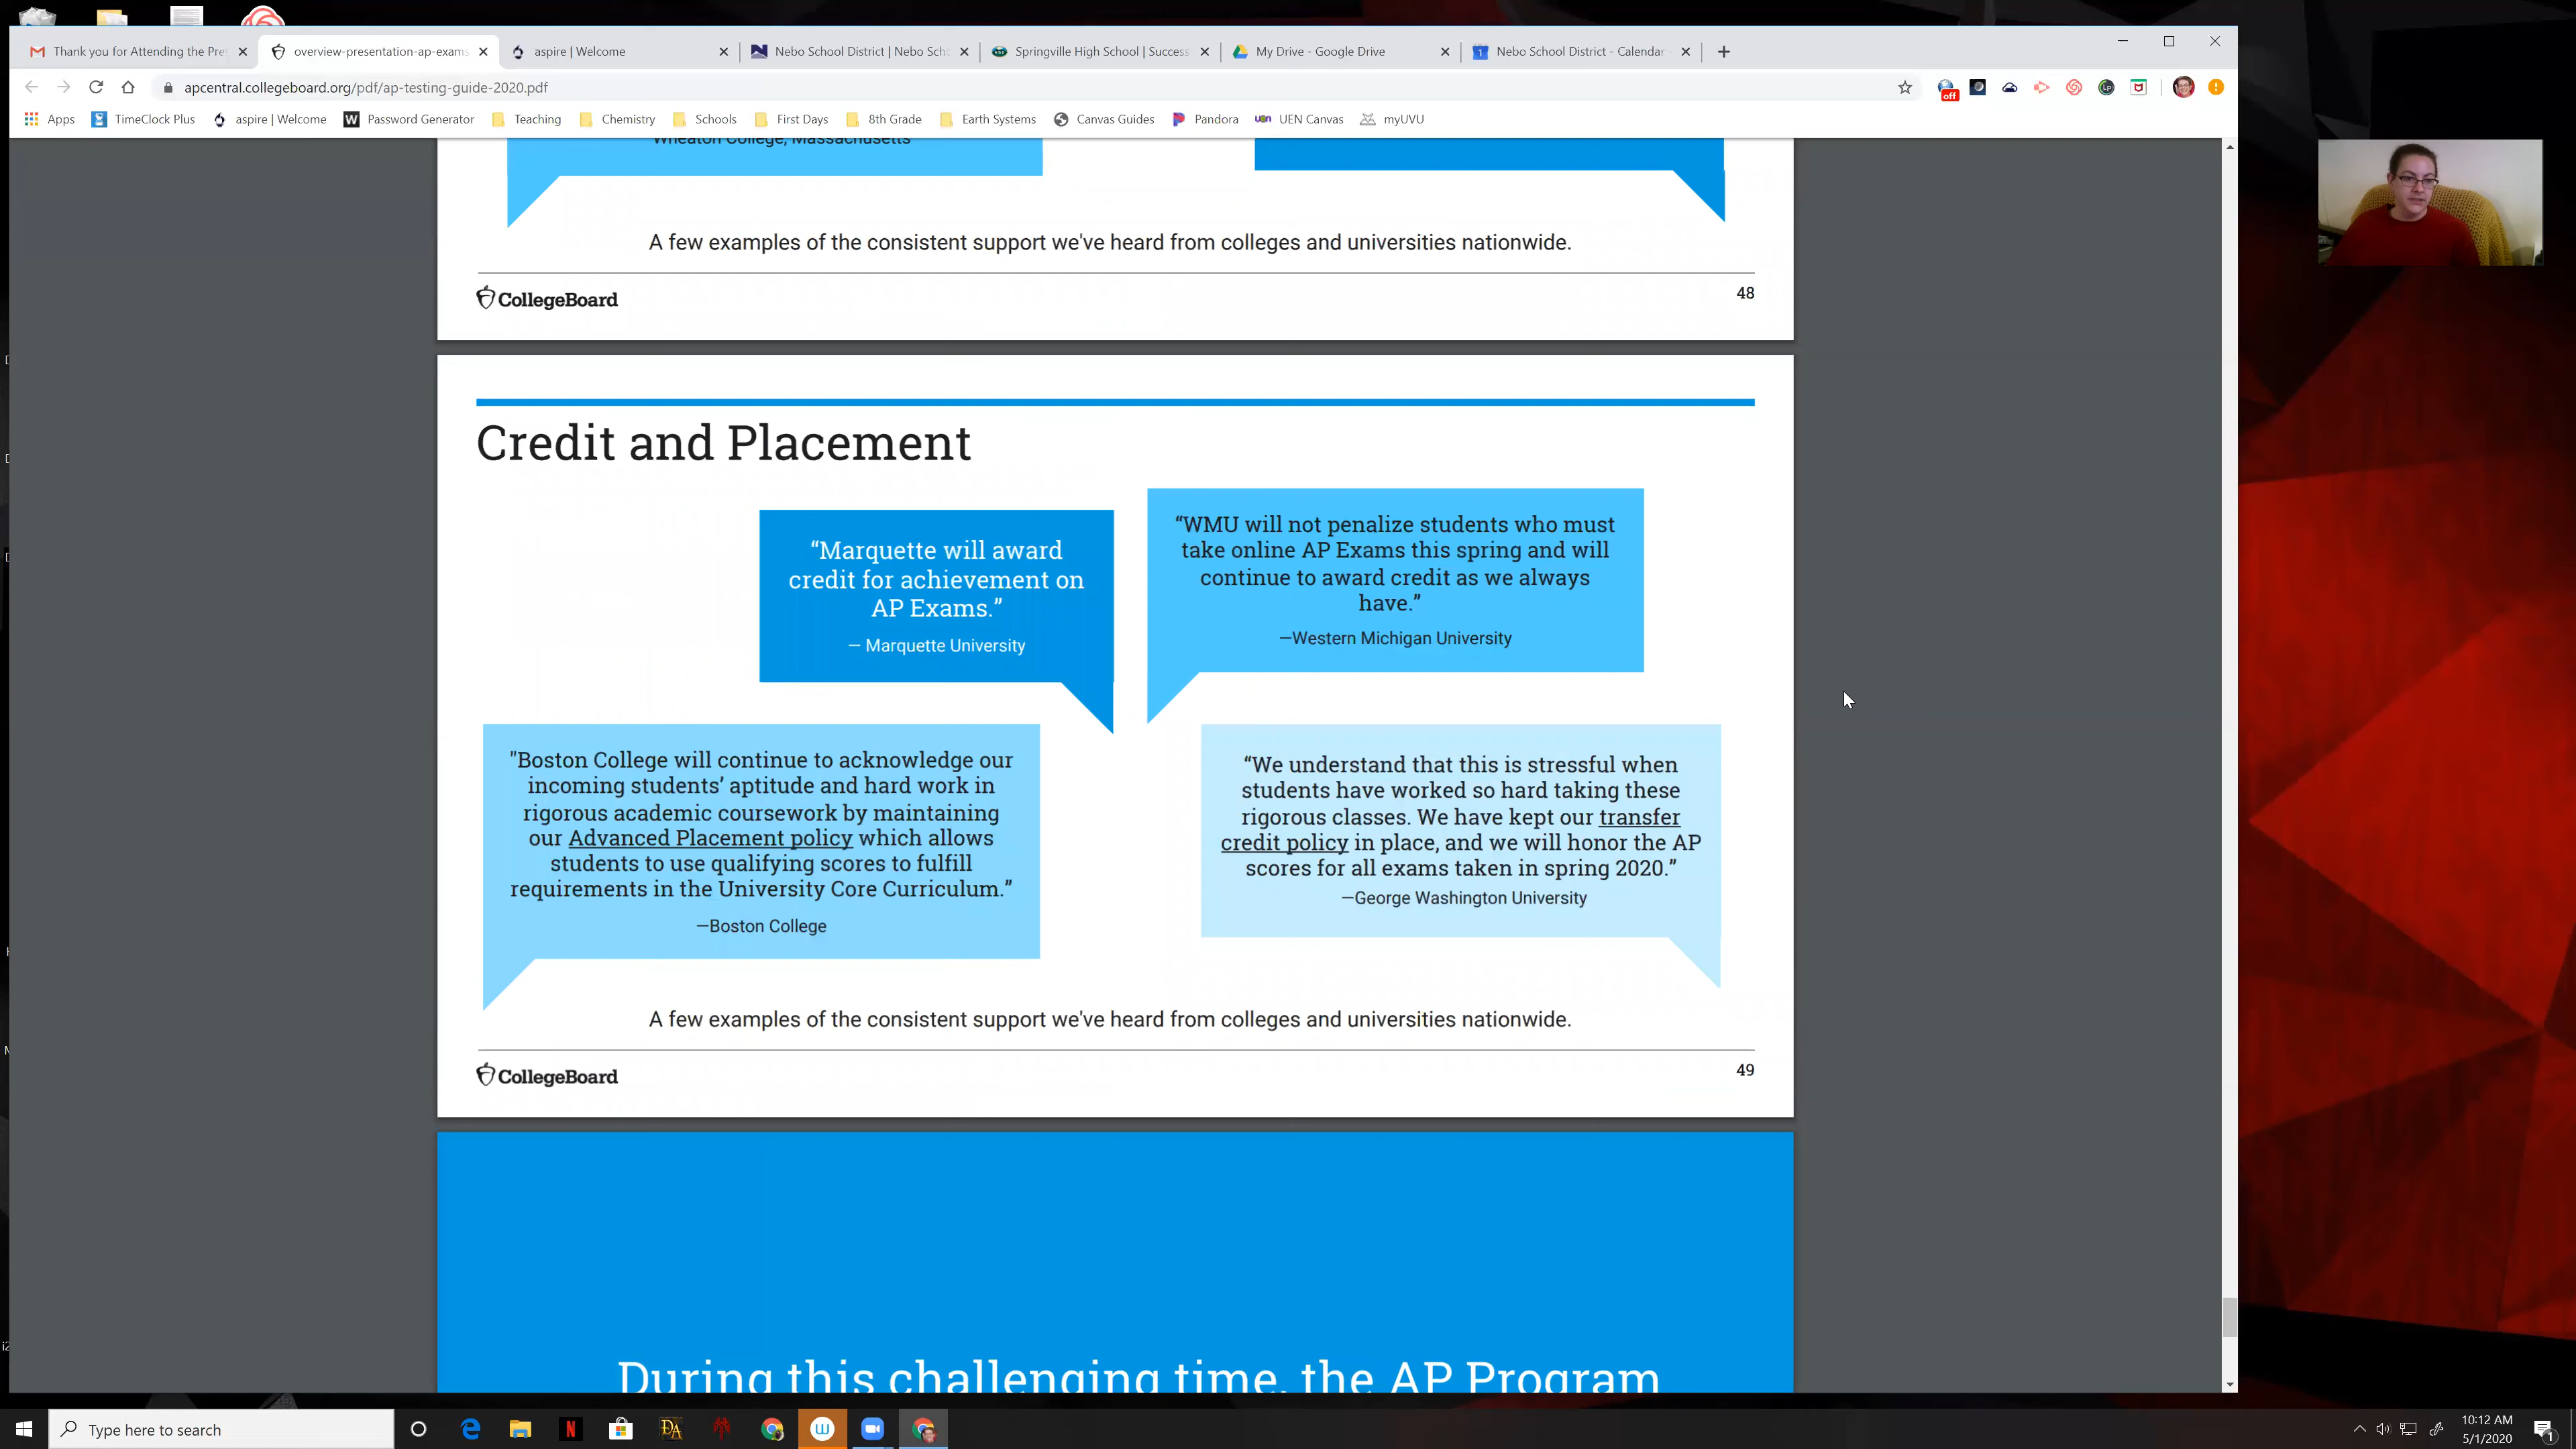 Thank you for Attending the Pre
overview-presentation-ap-exams
aspire | Welcome
Nebo School District | Nebo Scho
Springville High School | Success
My Drive - Google Drive
Nebo School District - Calendar -
apcentral.collegeboard.org/pdf/ap-testing-guide-2020.pdf
off
Apps
TimeClock Plus
aspire | Welcome
W
Password Generator
Teaching
Chemistry
Schools
First Days
8th Grade
Earth Systems
Canvas Guides
Pandora
UEN Canvas
myUVU
Wheaton College, Massachusetts
A few examples of the consistent support we've heard from colleges and universities nationwide.
CollegeBoard
48
Credit and Placement
“Marquette will award
credit for achievement on
AP Exams.”
— Marquette University
“WMU will not penalize students who must
take online AP Exams this spring and will
continue to award credit as we always
have.”
—Western Michigan University
"Boston College will continue to acknowledge our
incoming students’ aptitude and hard work in
rigorous academic coursework by maintaining
our Advanced Placement policy which allows
students to use qualifying scores to fulfill
requirements in the University Core Curriculum.”
—Boston College
“We understand that this is stressful when
students have worked so hard taking these
rigorous classes. We have kept our transfer
credit policy in place, and we will honor the AP
scores for all exams taken in spring 2020.”
—George Washington University
A few examples of the consistent support we've heard from colleges and universities nationwide.
CollegeBoard
49
During this challenging time, the AP Program
Type here to search
10:12 AM
5/1/2020
1